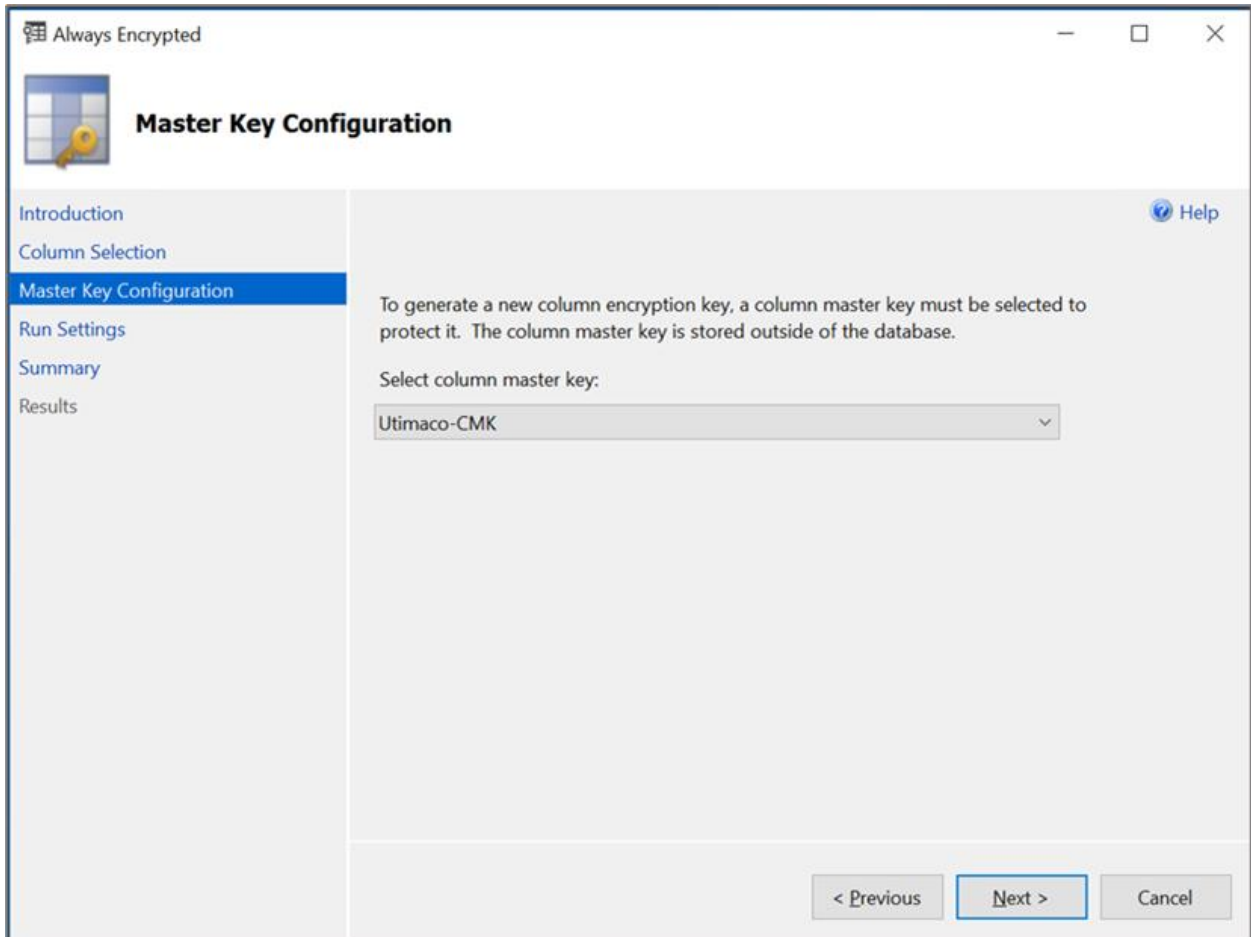 Always Encrypted
Master Key Configuration
Introduction
Column Selection
Master Key Configuration
Run Settings
Summary
Results
Help
To generate a new column encryption key, a column master key must be selected to
protect it.  The column master key is stored outside of the database.
Select column master key:
Utimaco-CMK
< Previous
Next >
Cancel